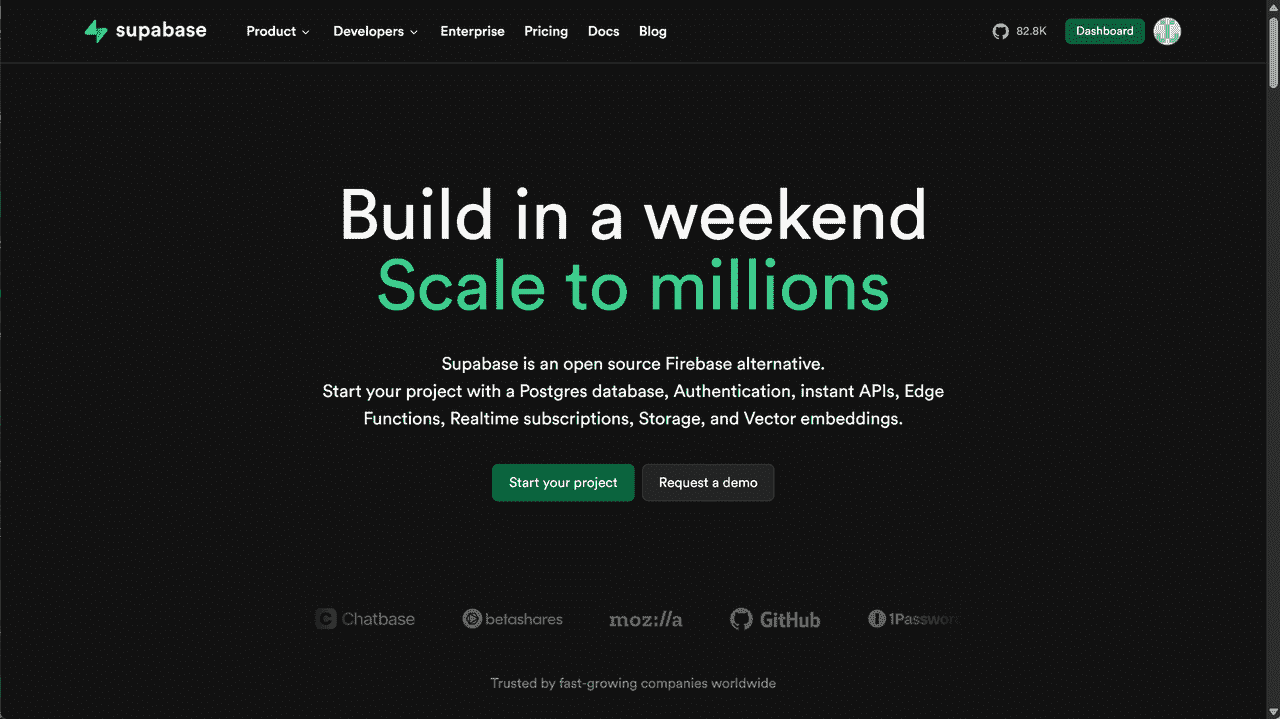 supabase Product Developers Enterprise Pricing Docs Blog 82.8K Dashboard
Build in a weekend
Scale to millions
Supabase is an open source Firebase alternative.
Start your project with a Postgres database, Authentication, instant APIs, Edge
Functions, Realtime subscriptions, Storage, and Vector embeddings.
Start your project Request a demo
Chatbase betashares moz://a GitHub 1Passwor
Trusted by fast-growing companies worldwide